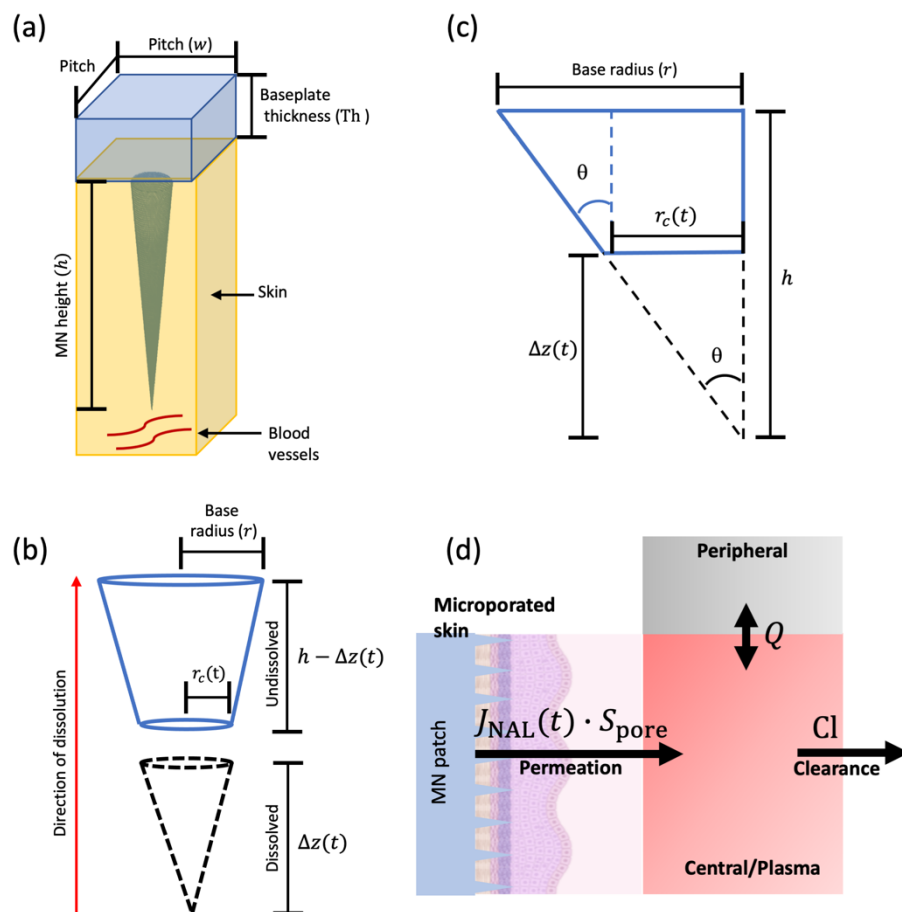 (a)
Pitch (w)
Pitch
Baseplate
thickness (Th )
MN height (h)
Skin
Blood
vessels
(b)
Base
radius (r)
Direction of dissolution
r_c(t)
Undissolved
h − Δz(t)
Dissolved
Δz(t)
(c)
Base radius (r)
θ
r_c(t)
h
Δz(t)
θ
(d)
Peripheral
Microporated
skin
Q
MN patch
J_NAL(t) · S_pore
Permeation
Cl
Clearance
Central/Plasma